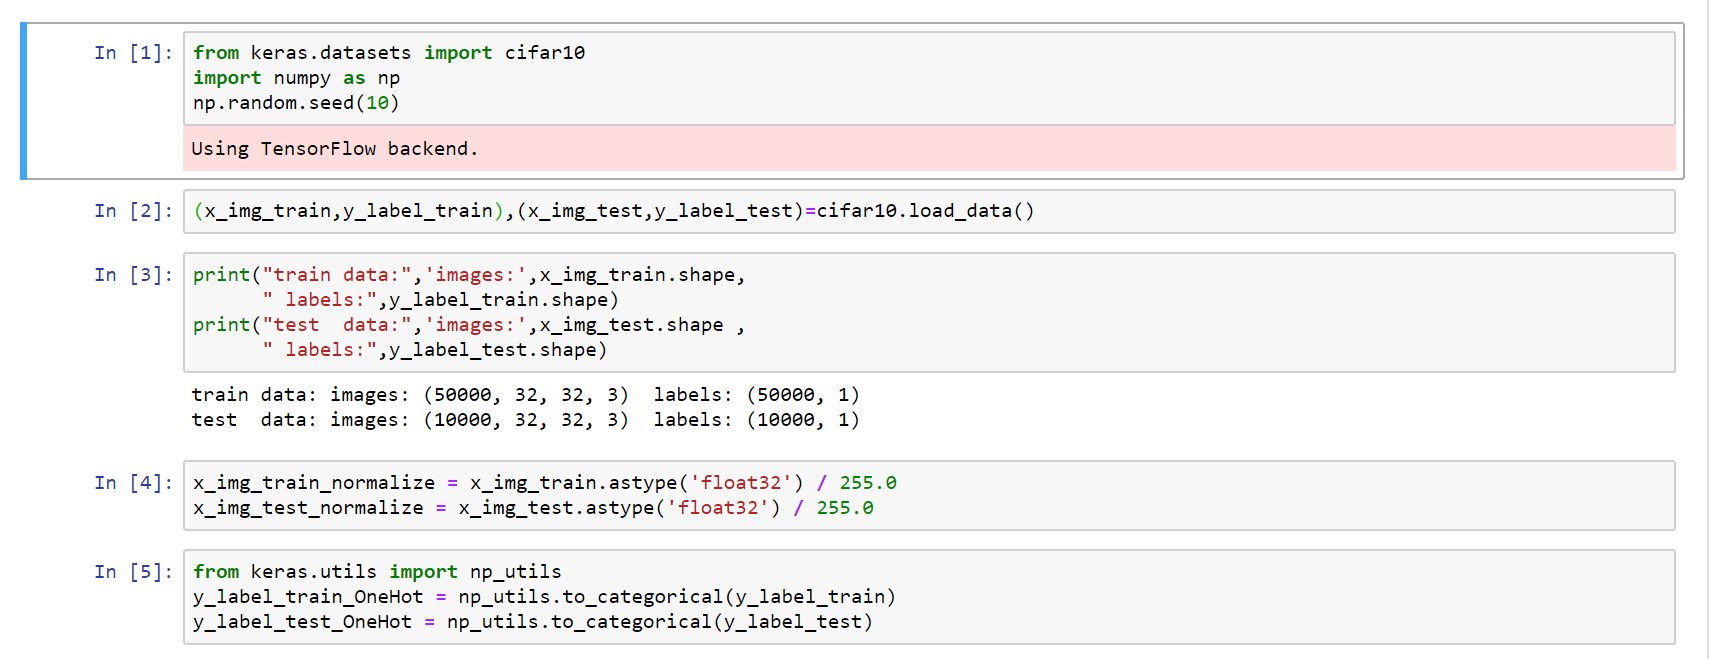 In [1]: from keras.datasets import cifar10
import numpy as np
np.random.seed(10)
Using TensorFlow backend.
In [2]: (x_img_train,y_label_train),(x_img_test,y_label_test)=cifar10.load_data()
In [3]: print("train data:",'images:',x_img_train.shape,
      " labels:",y_label_train.shape)
print("test  data:",'images:',x_img_test.shape ,
      " labels:",y_label_test.shape)
train data: images: (50000, 32, 32, 3)  labels: (50000, 1)
test  data: images: (10000, 32, 32, 3)  labels: (10000, 1)
In [4]: x_img_train_normalize = x_img_train.astype('float32') / 255.0
x_img_test_normalize = x_img_test.astype('float32') / 255.0
In [5]: from keras.utils import np_utils
y_label_train_OneHot = np_utils.to_categorical(y_label_train)
y_label_test_OneHot = np_utils.to_categorical(y_label_test)